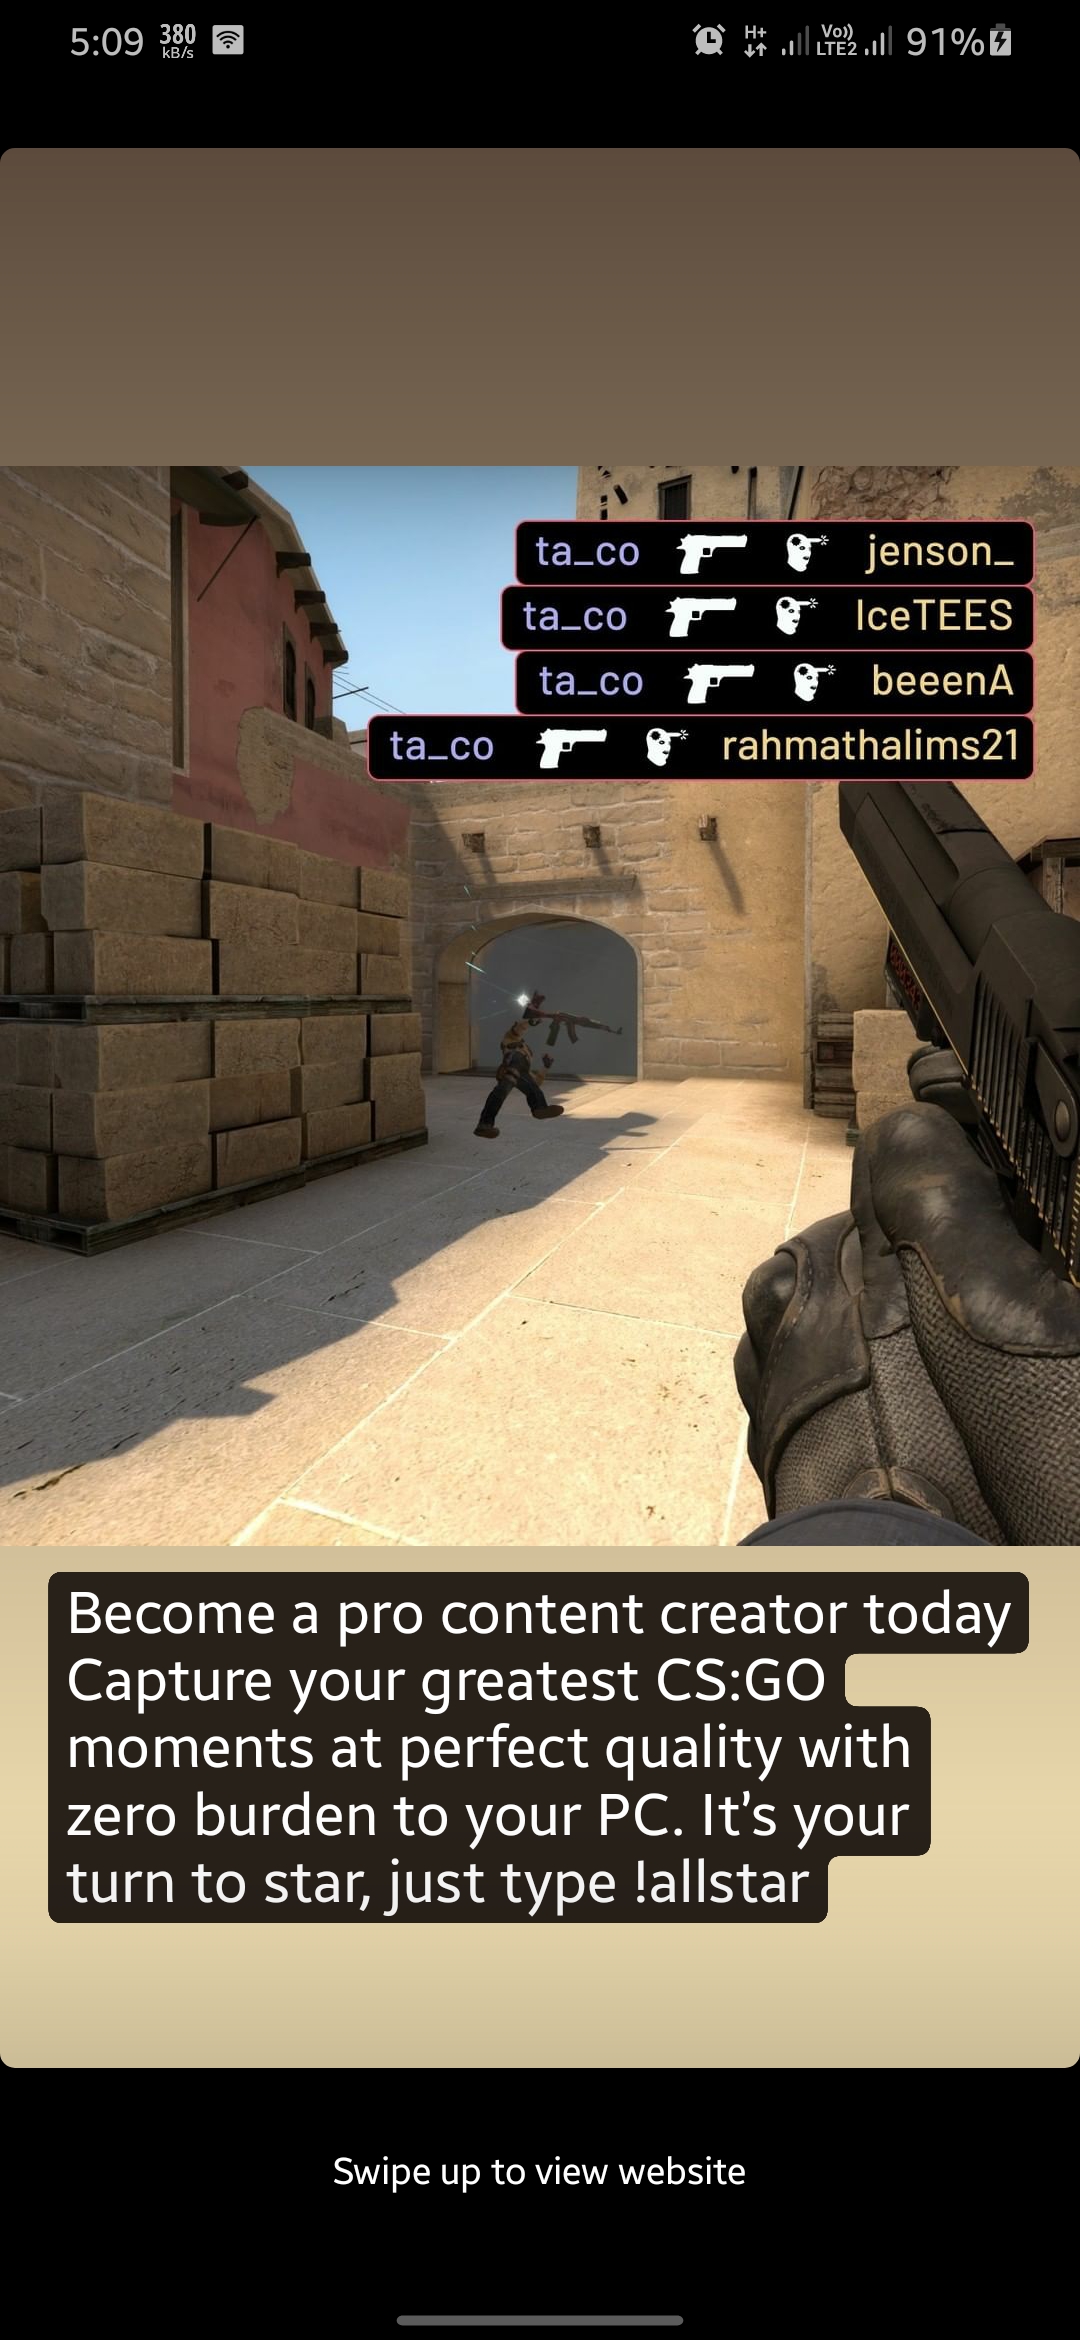 5:09 380 kB/s H+ Vo)) LTE2 91%
ta_co jenson_
ta_co IceTEES
ta_co beeenA
ta_co rahmathalims21
Become a pro content creator today
Capture your greatest CS:GO
moments at perfect quality with
zero burden to your PC. It’s your
turn to star, just type !allstar
Swipe up to view website